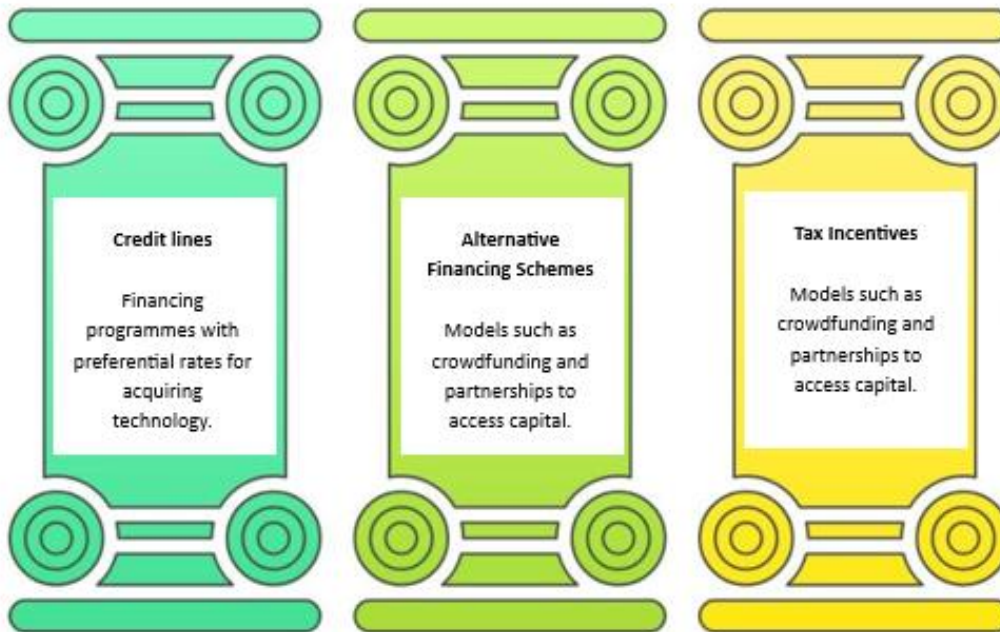 Credit lines
Financing
programmes with
preferential rates for
acquiring
technology.
Alternative
Financing Schemes
Models such as
crowdfunding and
partnerships to
access capital.
Tax Incentives
Models such as
crowdfunding and
partnerships to
access capital.